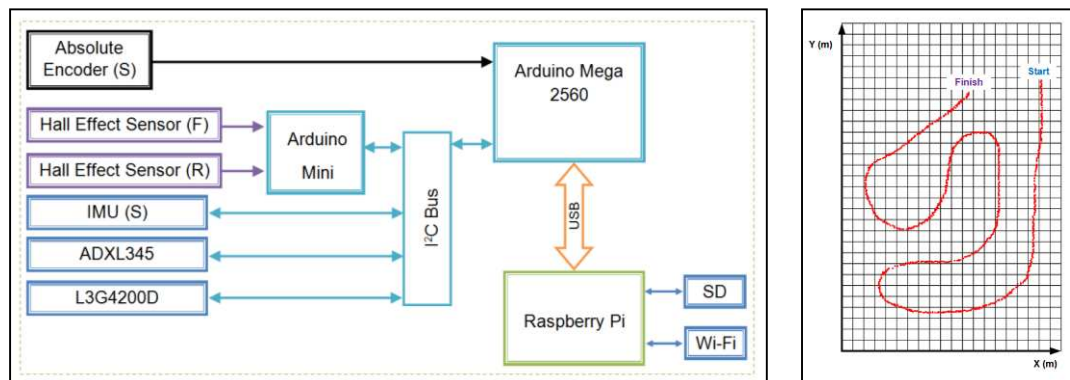 Absolute
Encoder (S)
Hall Effect Sensor (F)
Hall Effect Sensor (R)
IMU (S)
ADXL345
L3G4200D
Arduino
Mini
I²C Bus
Arduino Mega
2560
USB
Raspberry Pi
SD
Wi-Fi
Y (m)
Finish
Start
X (m)